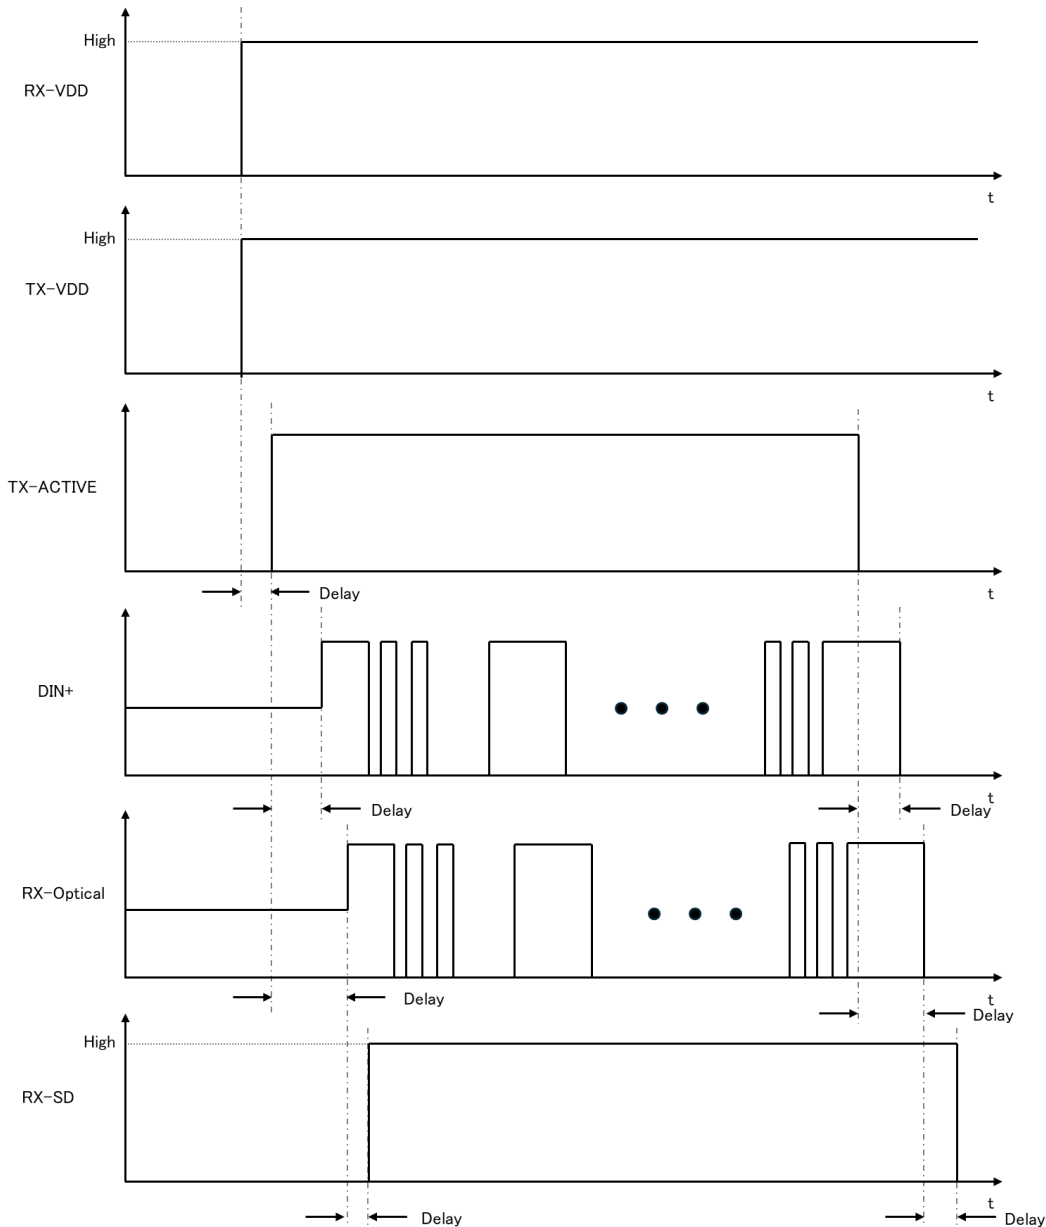 High
RX-VDD
t
High
TX-VDD
t
TX-ACTIVE
t
Delay
DIN+
t
Delay
Delay
RX-Optical
t
Delay
Delay
High
RX-SD
t
Delay
Delay